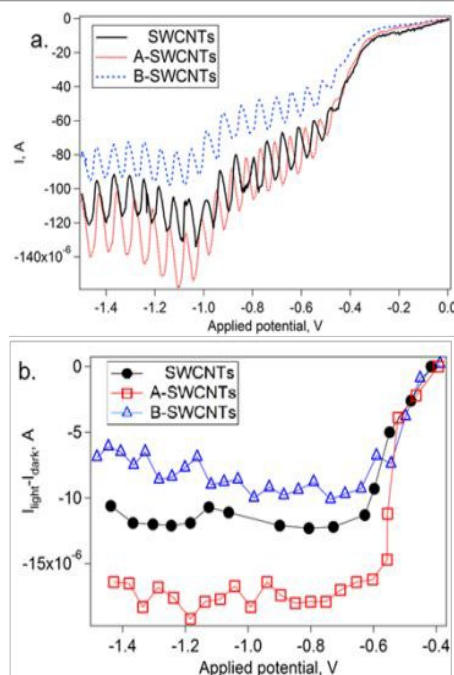 a.
SWCNTs
A-SWCNTs
B-SWCNTs
I, A
0
-20
-40
-60
-80
-100
-120
-140x10-6
-1.4
-1.2
-1.0
-0.8
-0.6
-0.4
-0.2
0.0
Applied potential, V
b.
SWCNTs
A-SWCNTs
B-SWCNTs
Ilight-Idark, A
0
-5
-10
-15x10-6
-1.4
-1.2
-1.0
-0.8
-0.6
-0.4
Applied potential, V